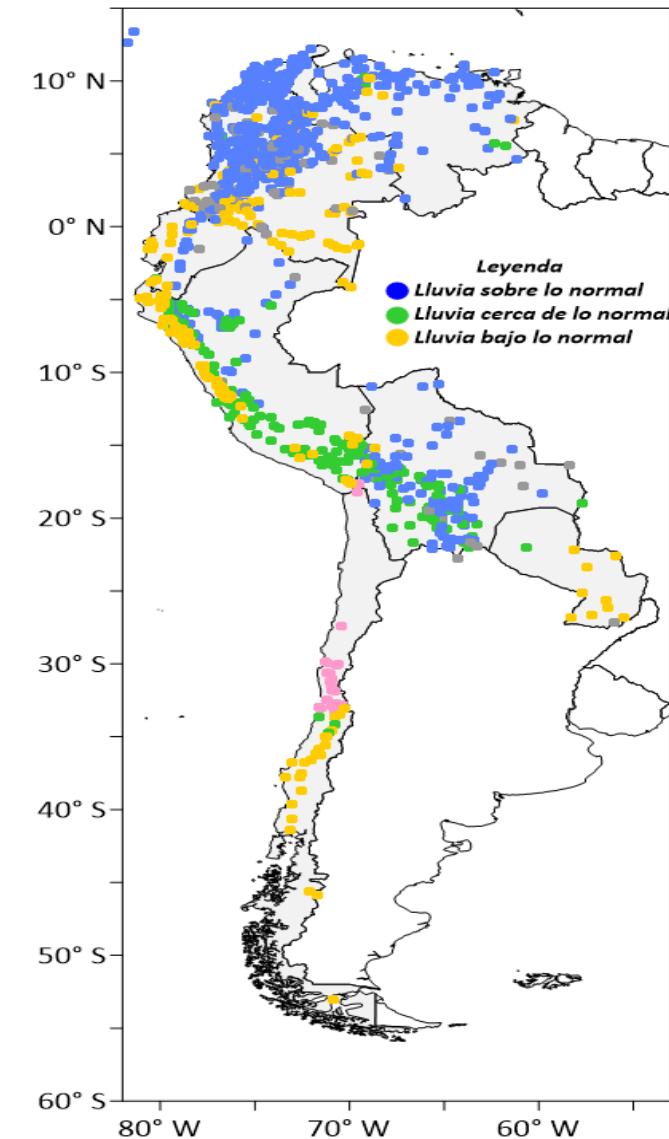 10° N
0° N
Leyenda
Lluvia sobre lo normal
Lluvia cerca de lo normal
Lluvia bajo lo normal
10° S
20° S
30° S
40° S
50° S
60° S
80° W 70° W 60° W